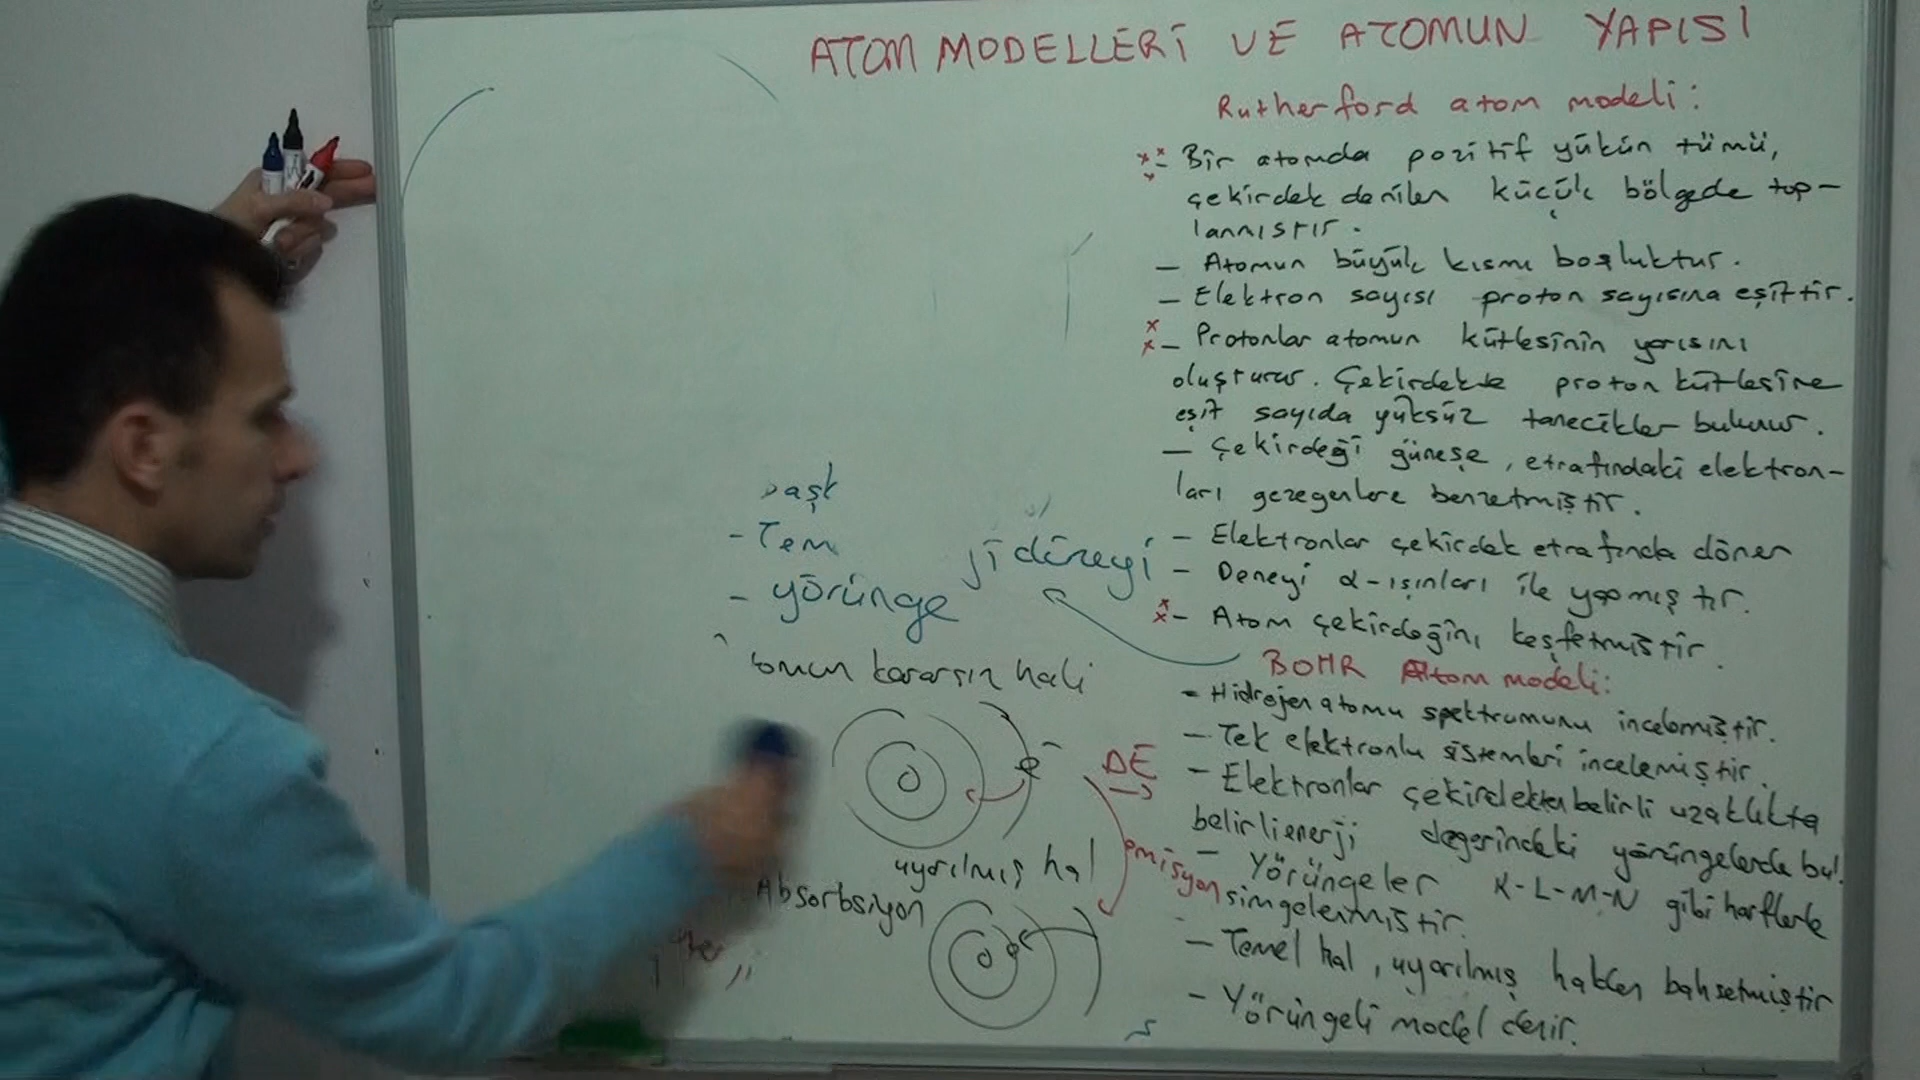 ATOM MODELLERİ VE ATOMUN YAPISI
Rutherford atom modeli:
- Bir atomda pozitif yükün tümü,
çekirdek denilen küçük bölgede top-
lanmıştır.
- Atomun büyük kısmı boşluktur.
- Elektron sayısı proton sayısına eşittir.
- Protonlar atomun kütlesinin yarısını
oluşturur. Çekirdekte proton kütlesine
eşit sayıda yüksüz tanecikler bulunur.
- Çekirdeği güneşe, etrafındaki elektron-
ları gezegenlere benzetmiştir.
- Elektronlar çekirdek etrafında döner
- Deneyi α-ışınları ile yapmıştır.
- Atom çekirdeğini keşfetmiştir.
BOHR Atom modeli:
- Hidrojen atomu spektrumunu incelemiştir.
- Tek elektronlu sistemleri incelemiştir.
- Elektronlar çekirdekten belirli uzaklıkta
belirli enerji değerindeki yörüngelerde bul.
- Yörüngeler K-L-M-N gibi harflerle
simgelenmiştir.
- Temel hal, uyarılmış halden bahsetmiştir
- Yörüngeli model denir.
- Tem
- yörünge
düzeyi
kararsız hali
e-
ΔE
uyarılmış hal
emisyon
Absorbsiyon